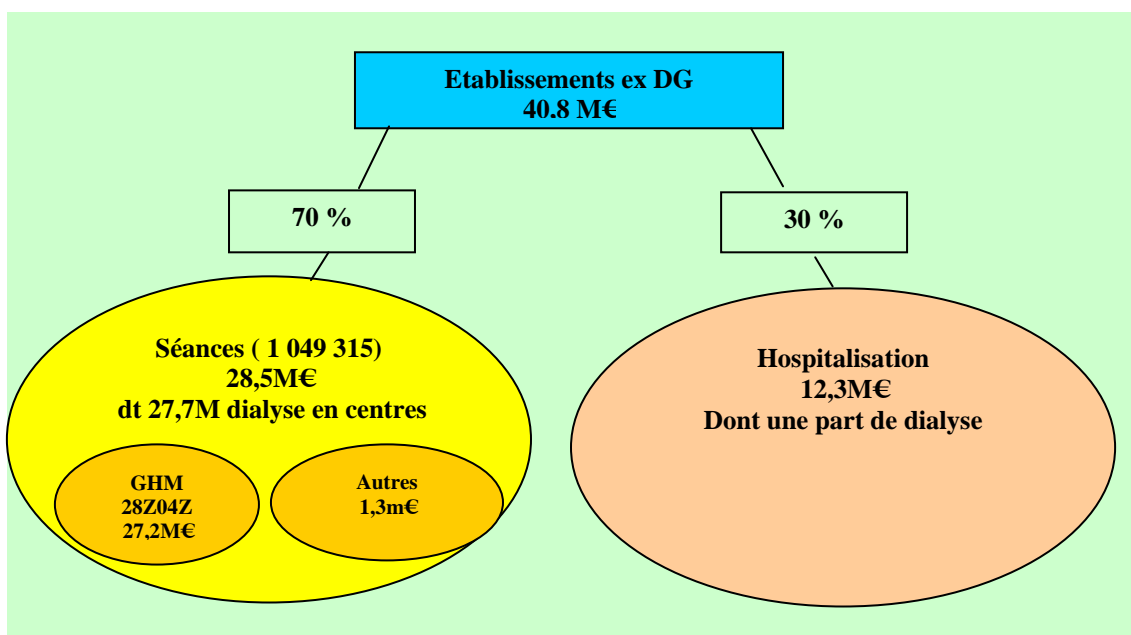 Etablissements ex DG
40.8 M€
70 %
30 %
Séances ( 1 049 315)
28,5M€
dt 27,7M dialyse en centres
GHM
28Z04Z
27,2M€
Autres
1,3m€
Hospitalisation
12,3M€
Dont une part de dialyse